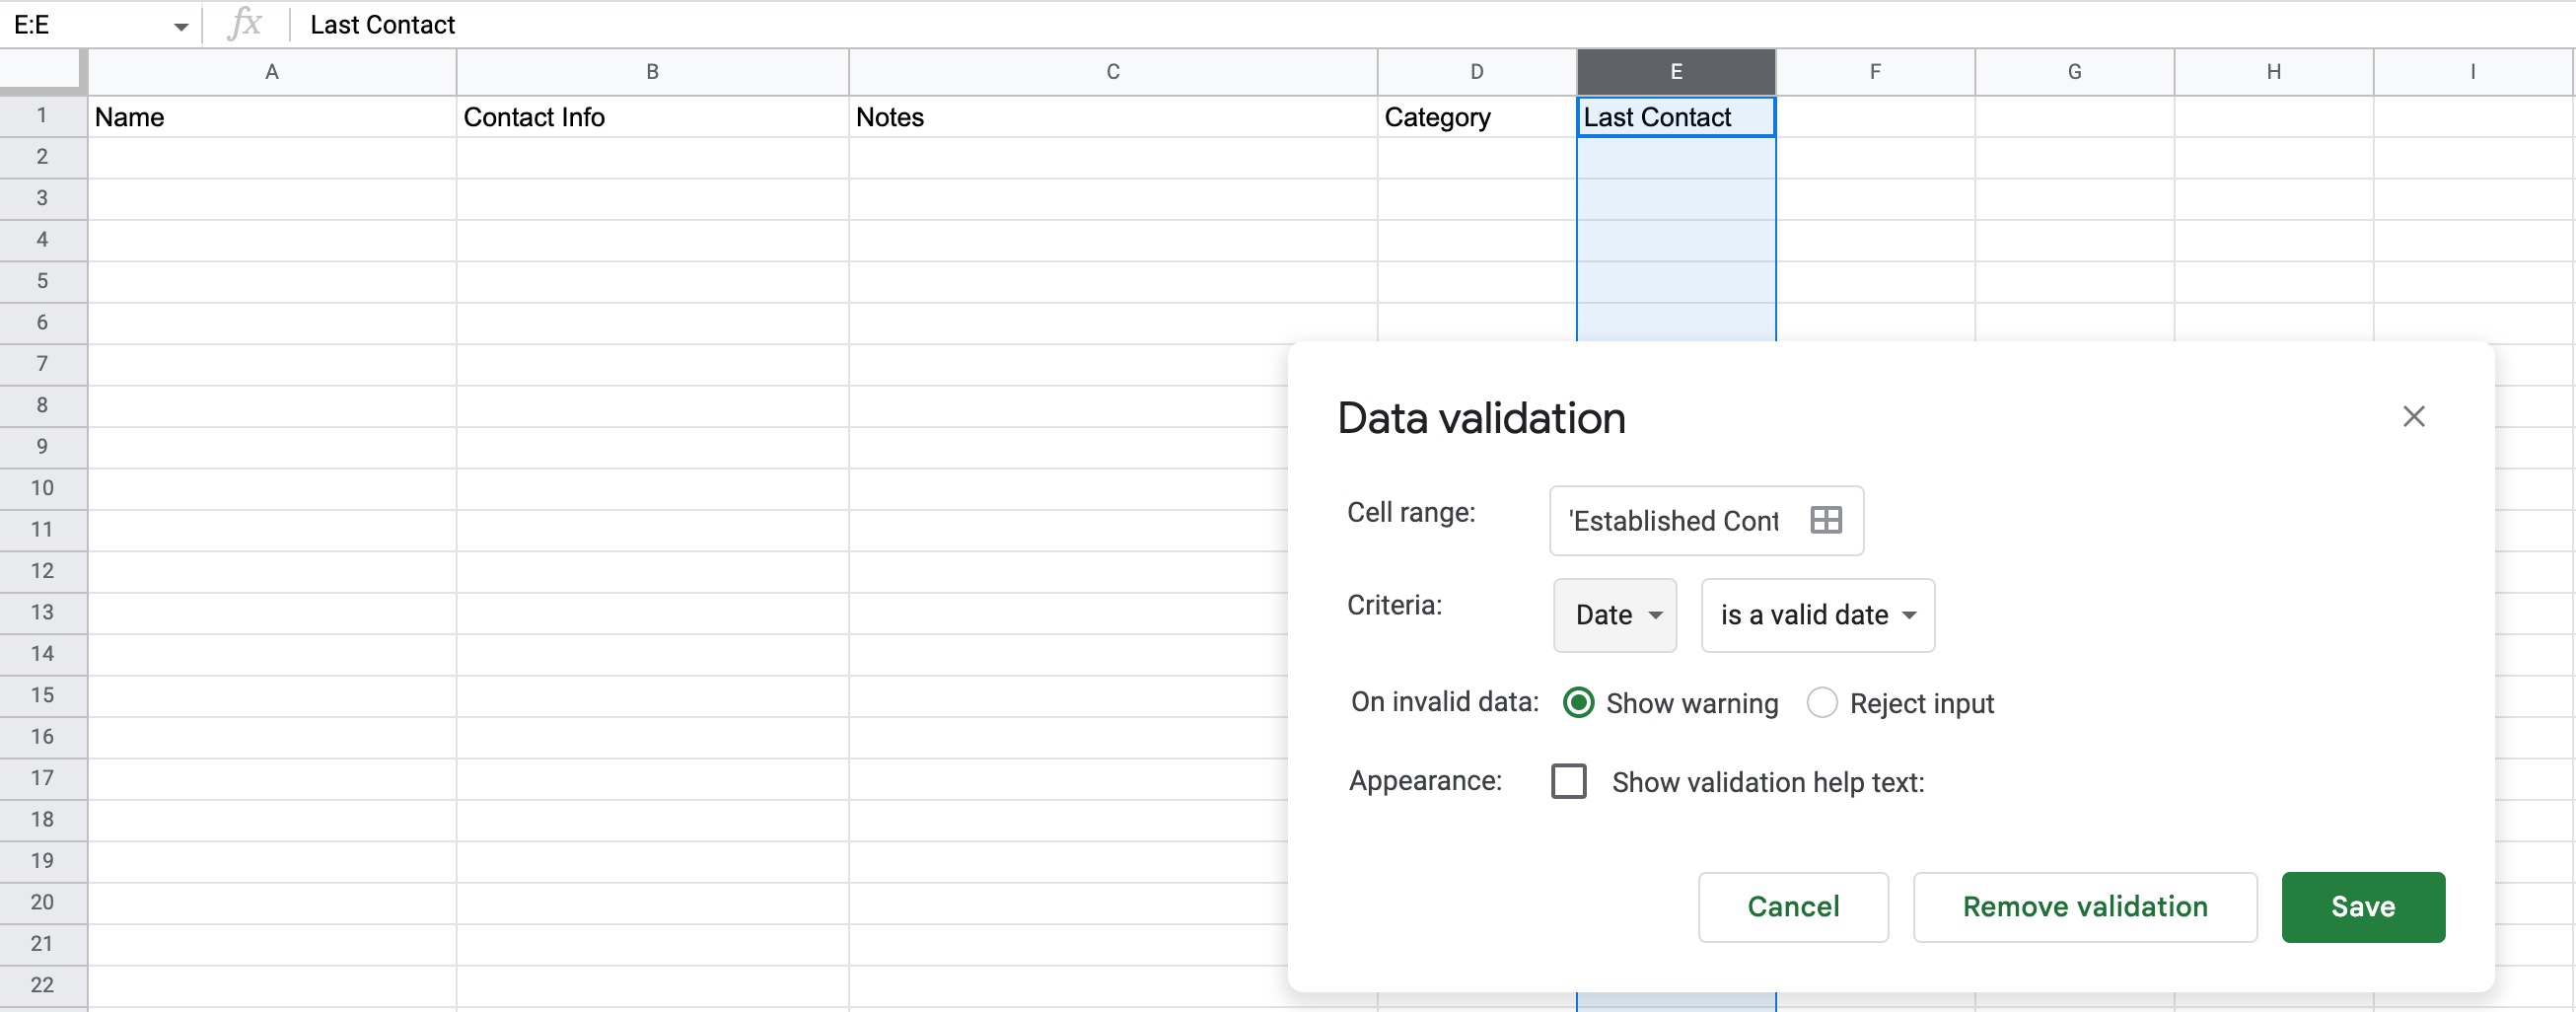 E:E fx Last Contact
A B C D E F G H I
1 Name Contact Info Notes Category Last Contact
2
3
4
5
6
7
8
9
10
11
12
13
14
15
16
17
18
19
20
21
22
Data validation
Cell range: 'Established Cont
Criteria: Date is a valid date
On invalid data: Show warning Reject input
Appearance: Show validation help text:
Cancel Remove validation Save